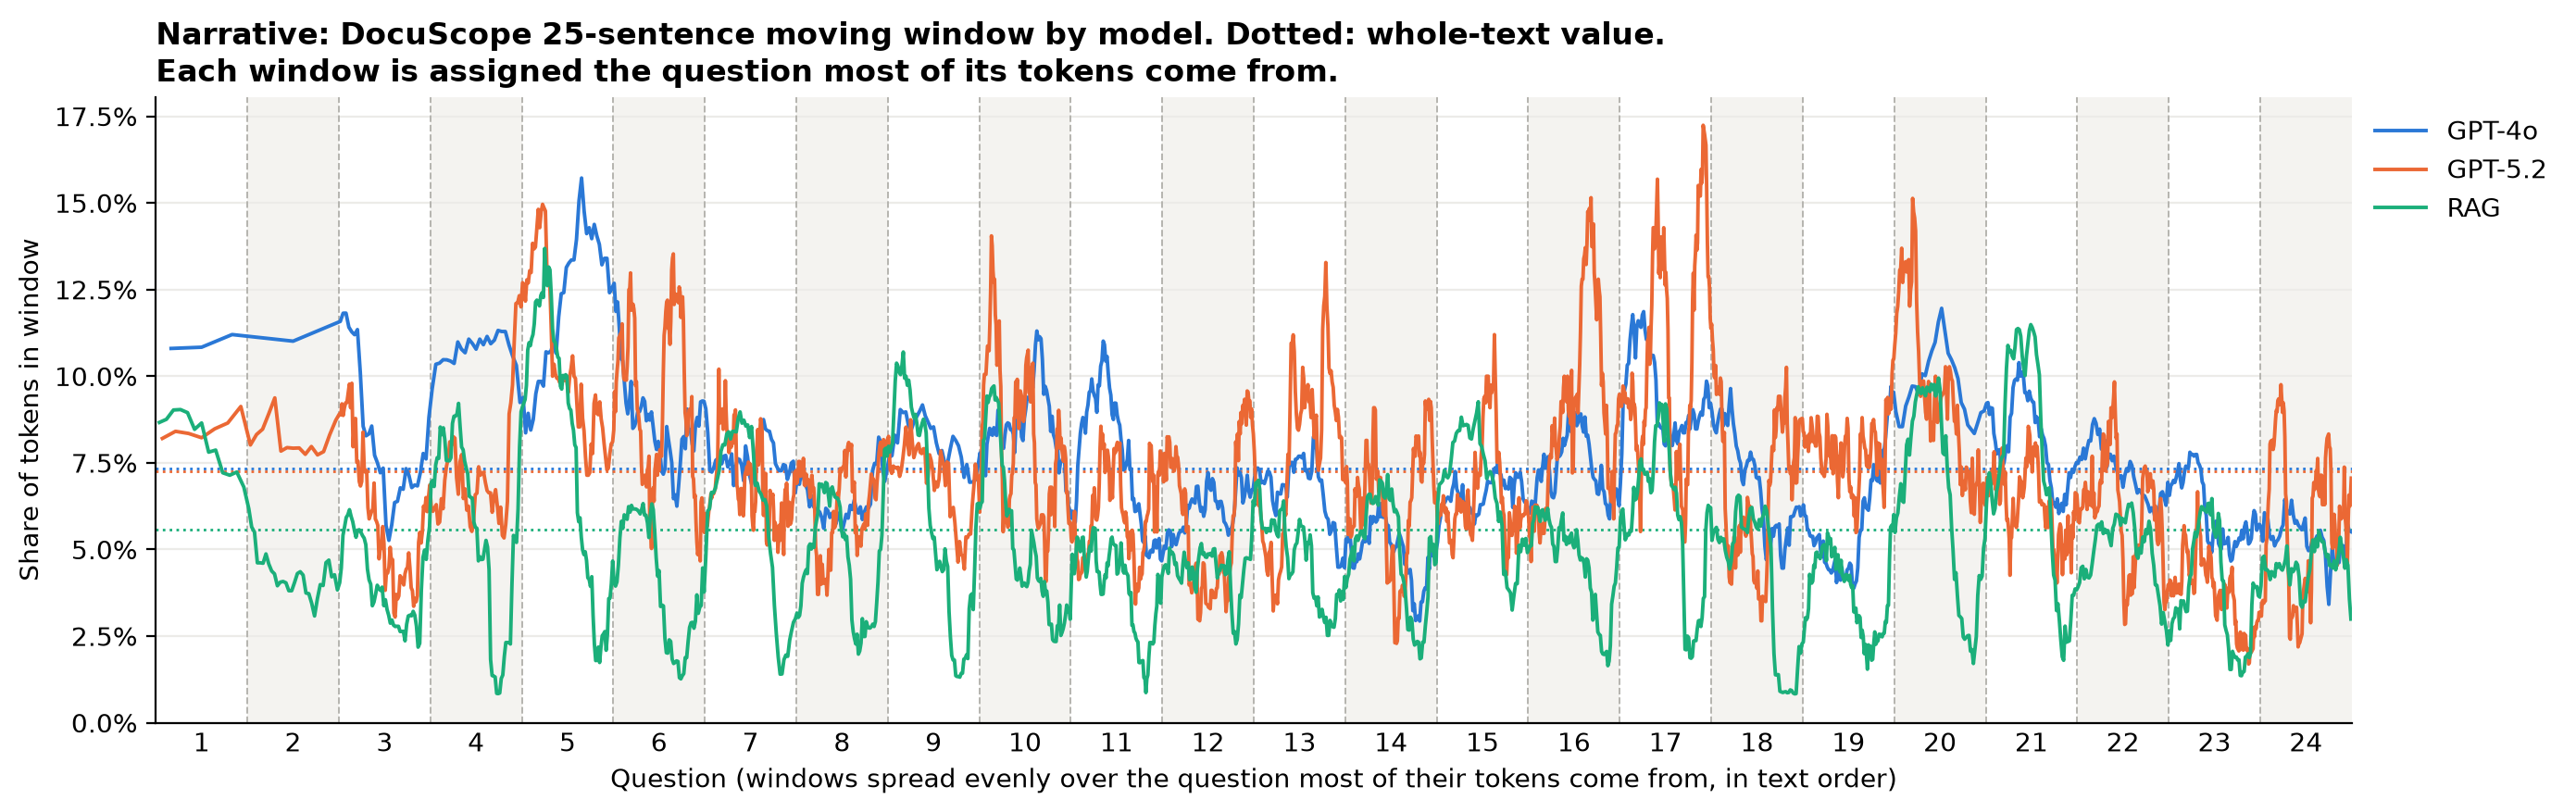 Narrative: DocuScope 25-sentence moving window by model. Dotted: whole-text value.
Each window is assigned the question most of its tokens come from.
17.5%
15.0%
12.5%
10.0%
7.5%
5.0%
2.5%
0.0%
Share of tokens in window
GPT-4o
GPT-5.2
RAG
1 2 3 4 5 6 7 8 9 10 11 12 13 14 15 16 17 18 19 20 21 22 23 24
Question (windows spread evenly over the question most of their tokens come from, in text order)